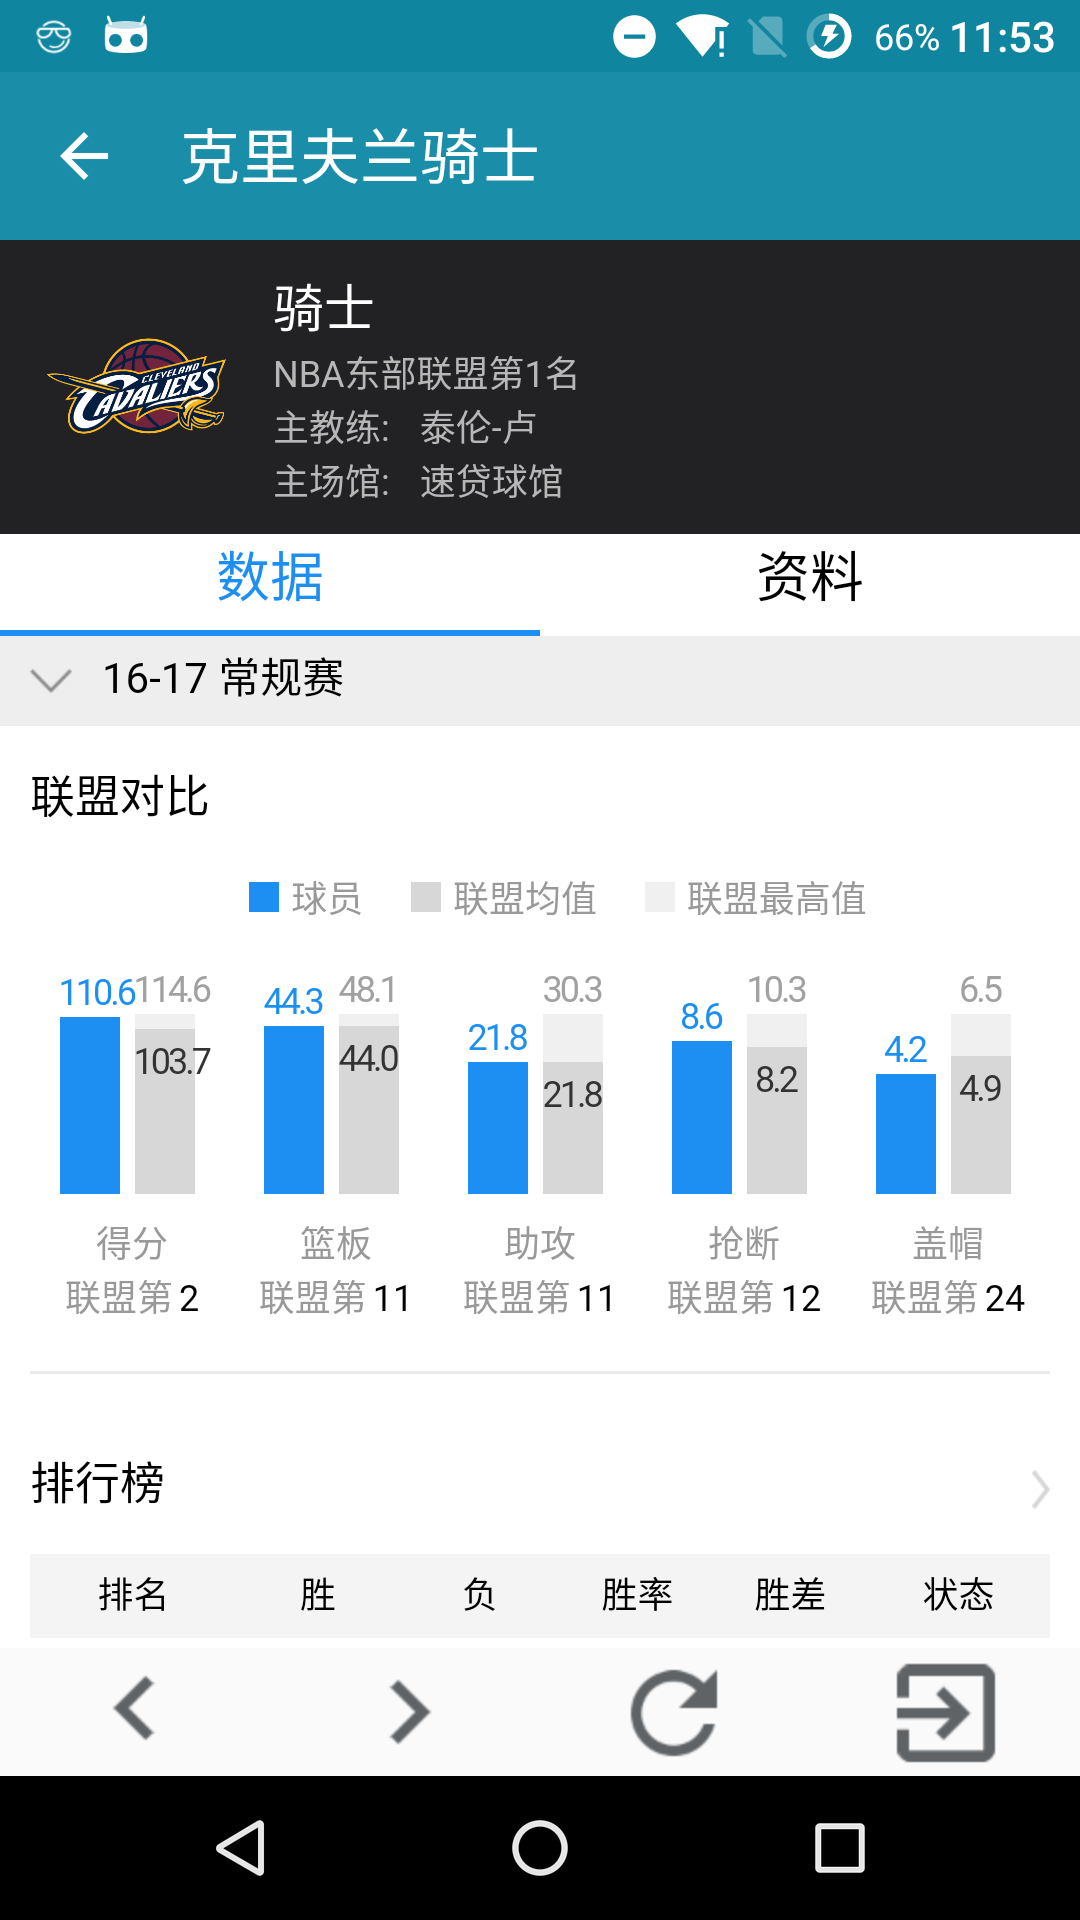 66% 11:53
克里夫兰骑士
CLEVELAND
CAVALIERS
骑士
NBA东部联盟第1名
主教练: 泰伦-卢
主场馆: 速贷球馆
数据 资料
16-17 常规赛
联盟对比
球员 联盟均值 联盟最高值
110.6 114.6 44.3 48.1 21.8 30.3 8.6 10.3 4.2 6.5
103.7 44.0 21.8 8.2 4.9
得分 篮板 助攻 抢断 盖帽
联盟第 2 联盟第 11 联盟第 11 联盟第 12 联盟第 24
排行榜
排名 胜 负 胜率 胜差 状态